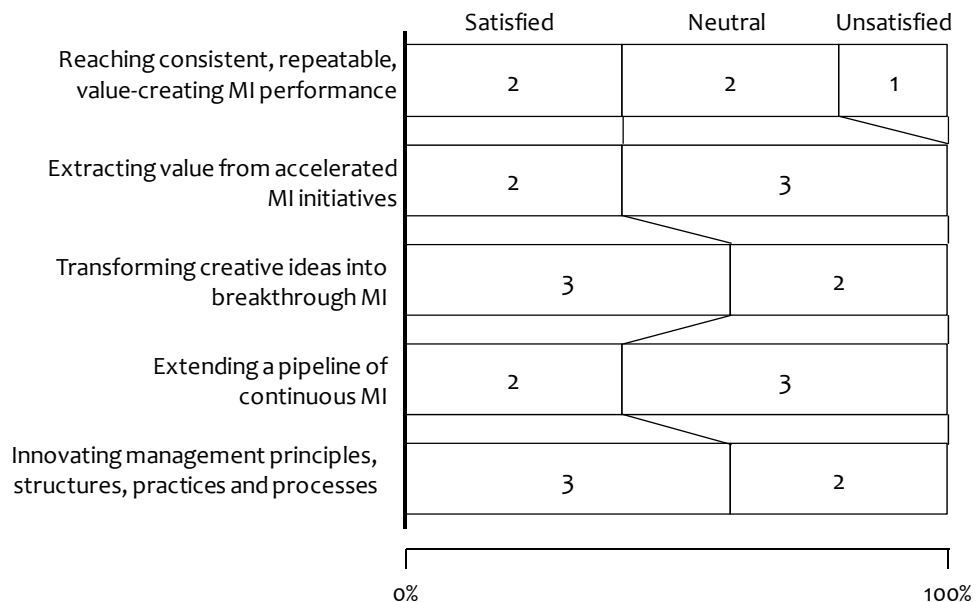 Satisfied Neutral Unsatisfied
Reaching consistent, repeatable,
value-creating MI performance
2 2 1
Extracting value from accelerated
MI initiatives
2 3
Transforming creative ideas into
breakthrough MI
3 2
Extending a pipeline of
continuous MI
2 3
Innovating management principles,
structures, practices and processes
3 2
0% 100%